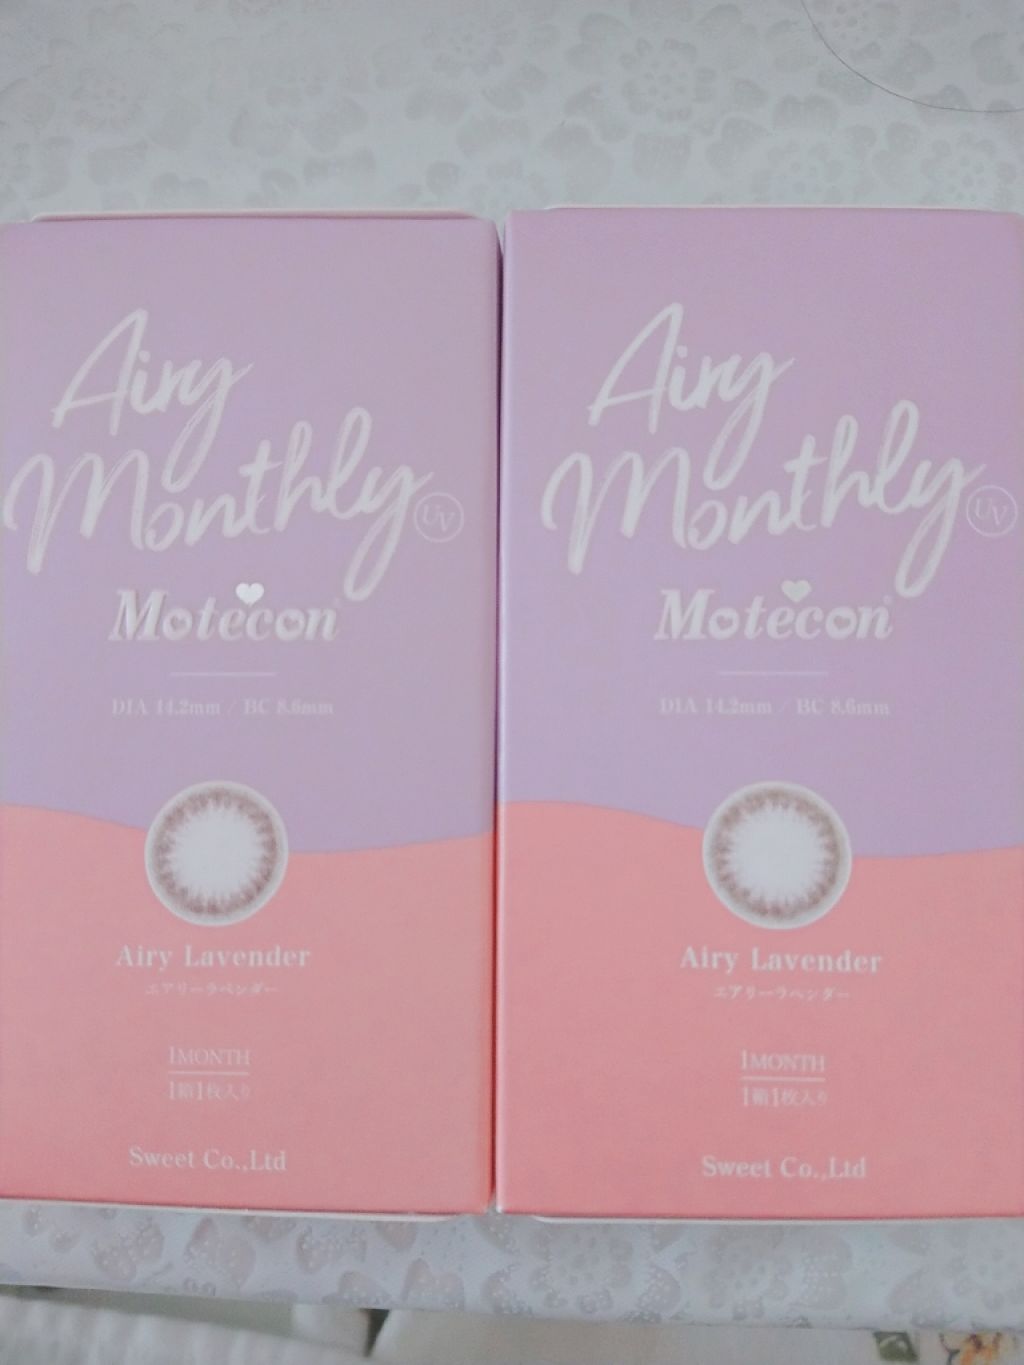 Airy
Monthly
UV
Motecon
DIA 14.2mm / BC 8.6mm
Airy Lavender
エアリーラベンダー
1MONTH
1箱1枚入り
Sweet Co.,Ltd
Airy
Monthly
UV
Motecon
DIA 14.2mm / BC 8.6mm
Airy Lavender
エアリーラベンダー
1MONTH
1箱1枚入り
Sweet Co.,Ltd